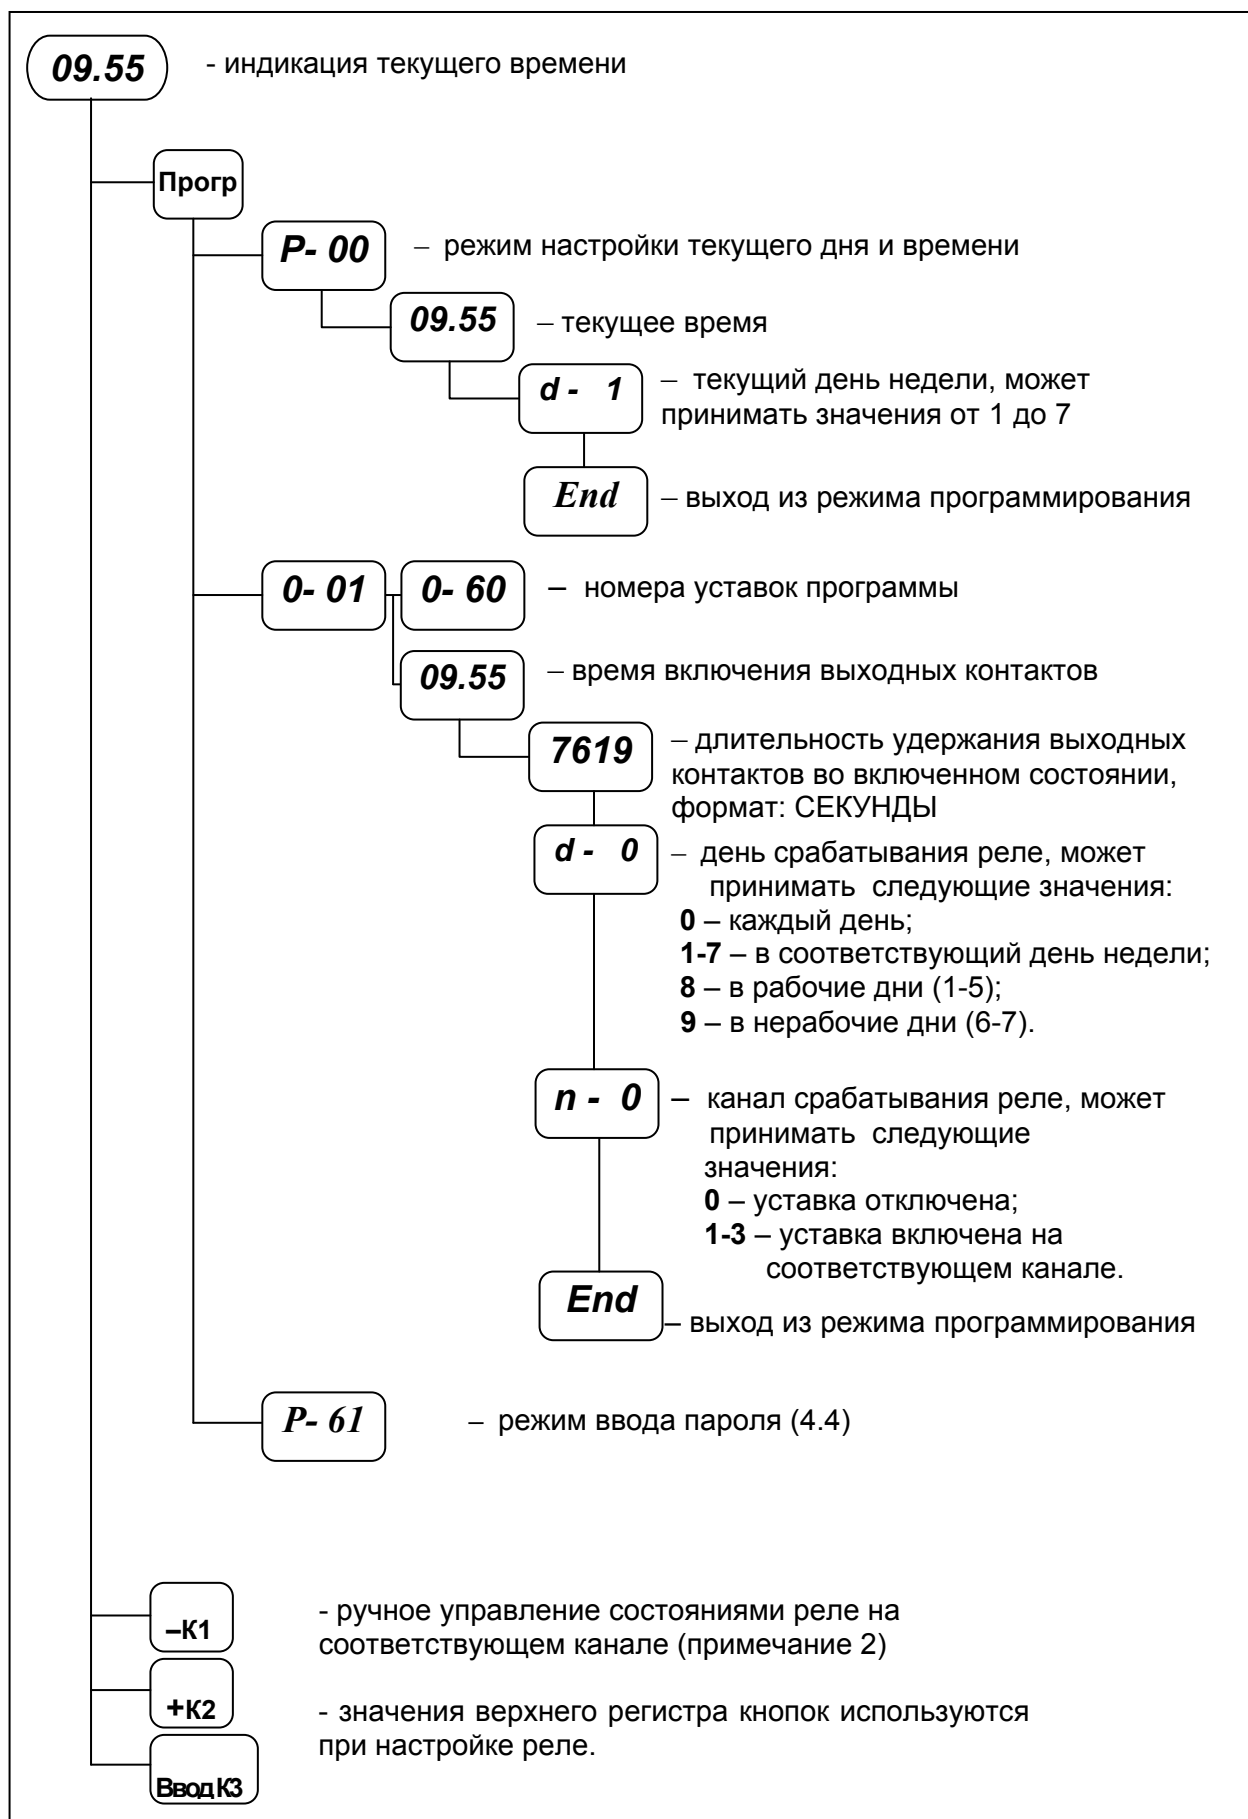 09.55 - индикация текущего времени
Прогр
P- 00 – режим настройки текущего дня и времени
09.55 – текущее время
d - 1 – текущий день недели, может
принимать значения от 1 до 7
End – выход из режима программирования
0- 01 0- 60 – номера уставок программы
09.55 – время включения выходных контактов
7619 – длительность удержания выходных
контактов во включенном состоянии,
формат: СЕКУНДЫ
d - 0 – день срабатывания реле, может
принимать следующие значения:
0 – каждый день;
1-7 – в соответствующий день недели;
8 – в рабочие дни (1-5);
9 – в нерабочие дни (6-7).
n - 0 – канал срабатывания реле, может
принимать следующие
значения:
0 – уставка отключена;
1-3 – уставка включена на
соответствующем канале.
End
– выход из режима программирования
P- 61 – режим ввода пароля (4.4)
–К1 - ручное управление состояниями реле на
соответствующем канале (примечание 2)
+К2 - значения верхнего регистра кнопок используются
при настройке реле.
Ввод К3